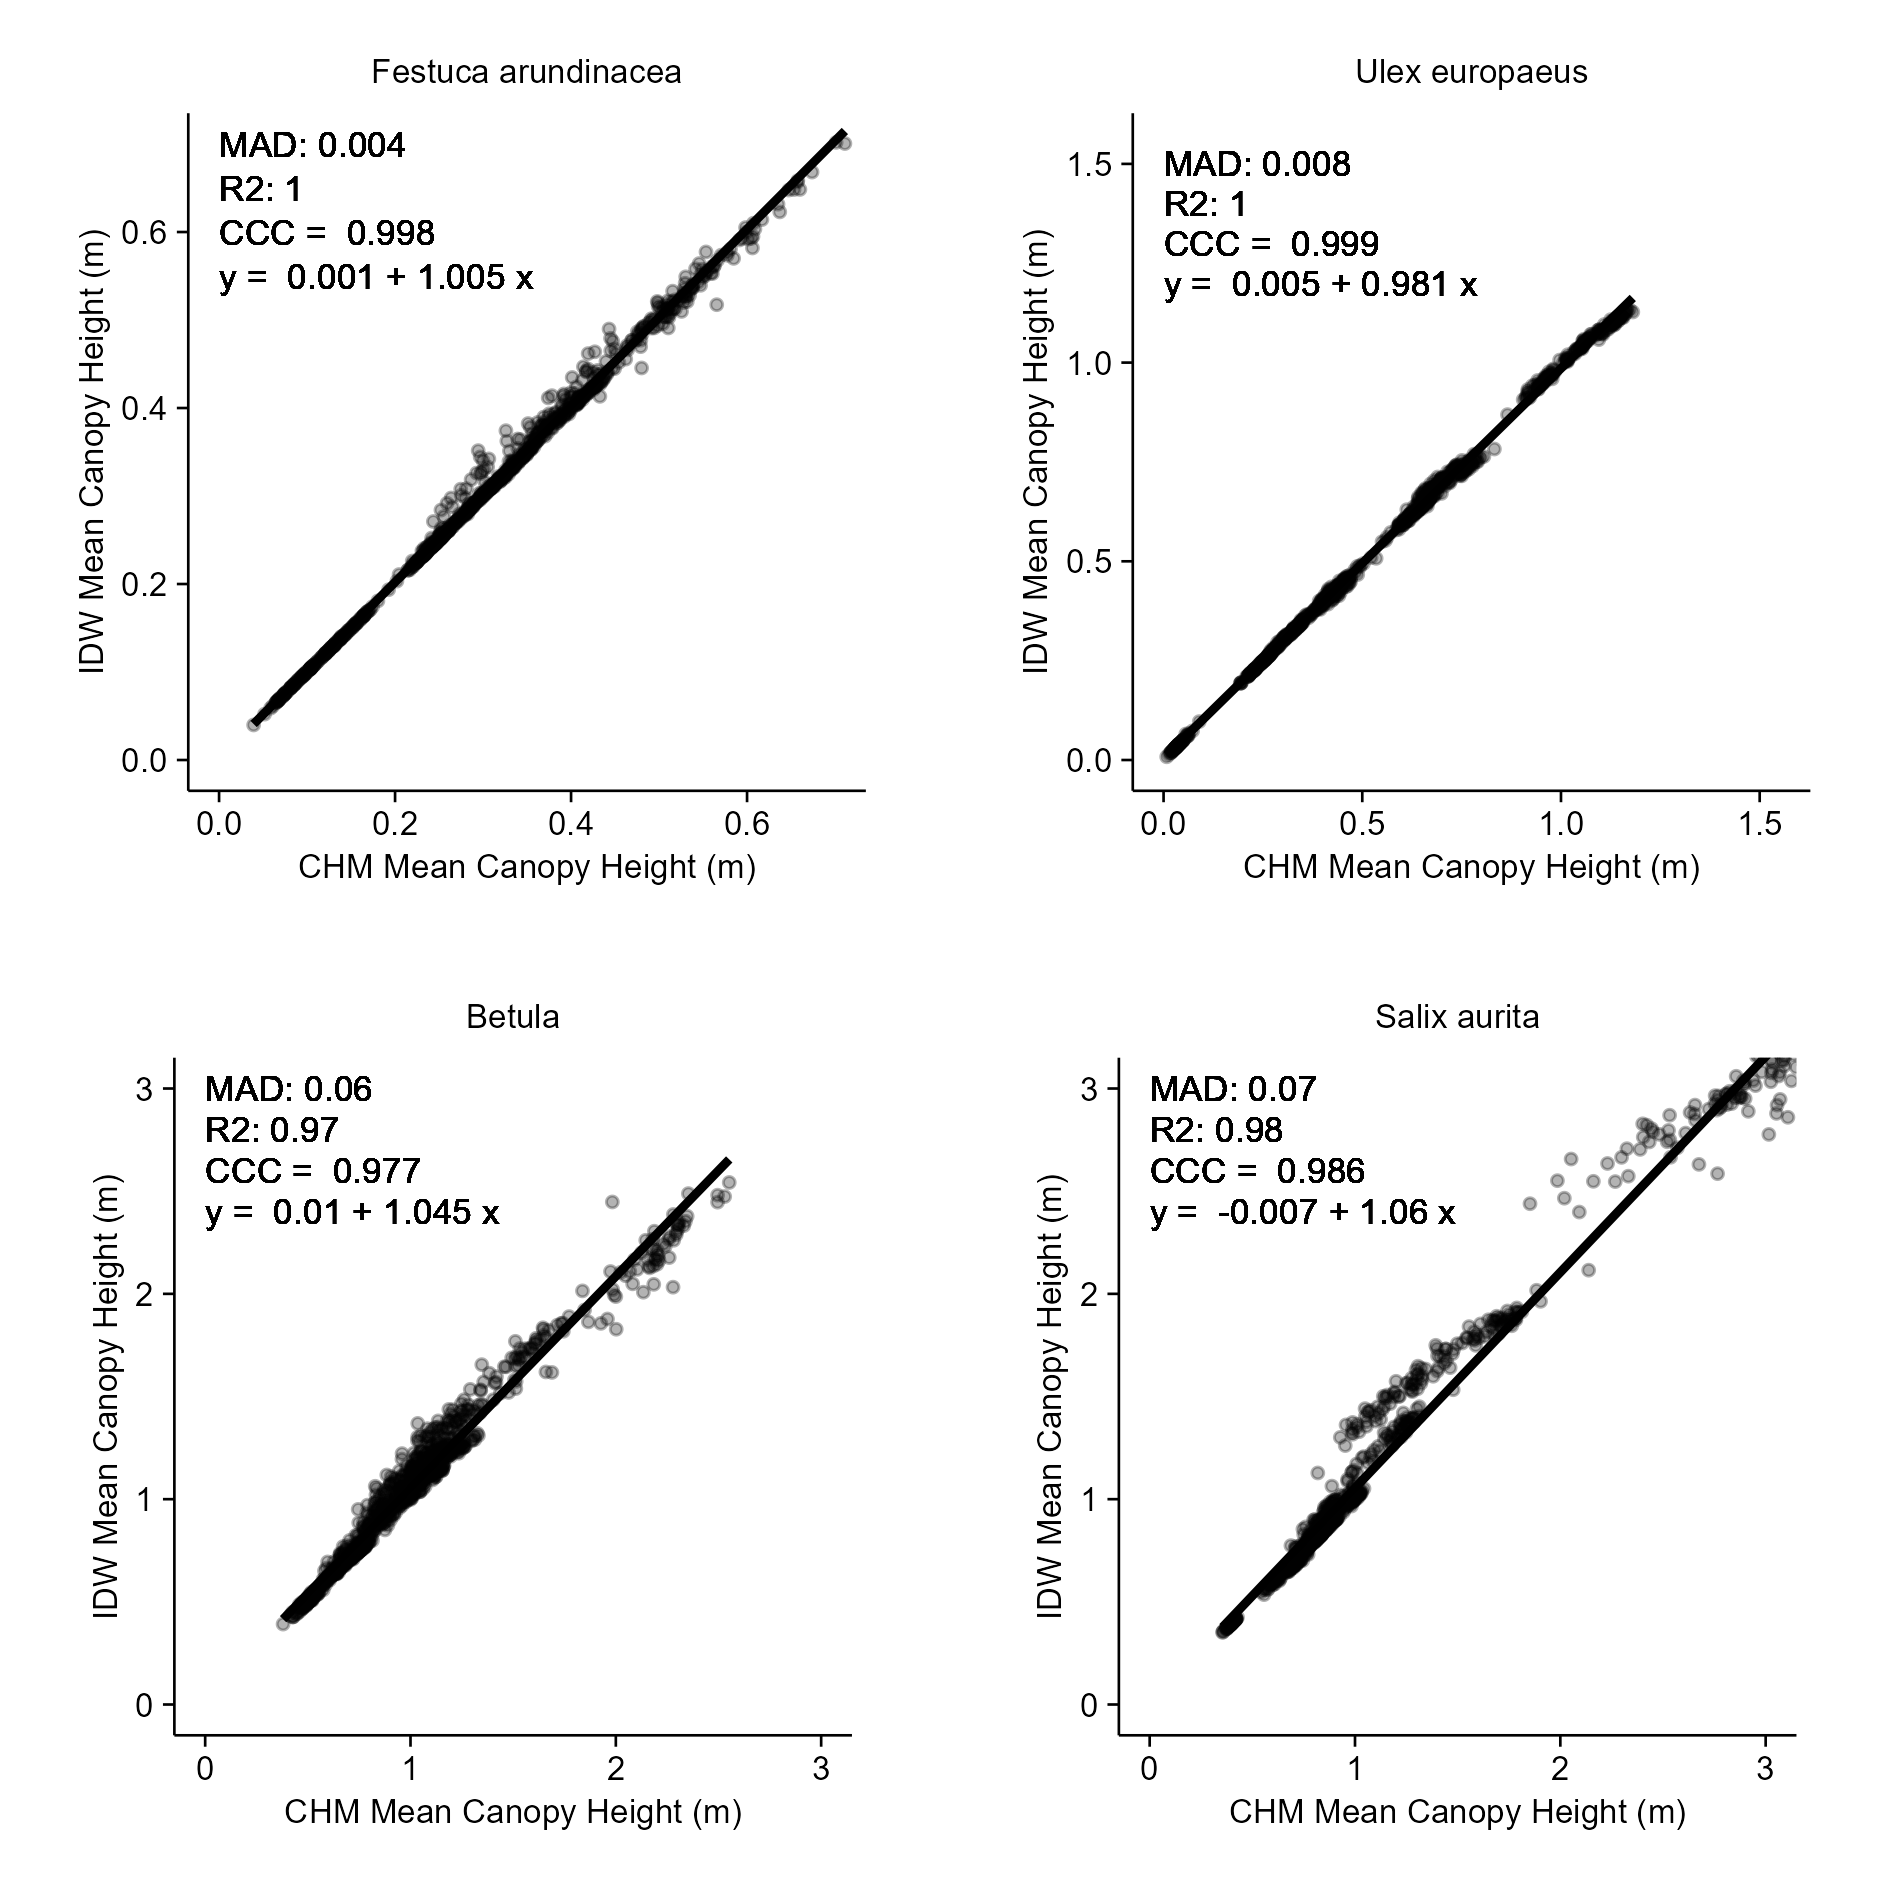 Festuca arundinacea
MAD: 0.004
R2: 1
CCC =  0.998
y =  0.001 + 1.005 x
IDW Mean Canopy Height (m)
0.6
0.4
0.2
0.0
0.0 0.2 0.4 0.6
CHM Mean Canopy Height (m)
Ulex europaeus
MAD: 0.008
R2: 1
CCC =  0.999
y =  0.005 + 0.981 x
IDW Mean Canopy Height (m)
1.5
1.0
0.5
0.0
0.0 0.5 1.0 1.5
CHM Mean Canopy Height (m)
Betula
MAD: 0.06
R2: 0.97
CCC =  0.977
y =  0.01 + 1.045 x
IDW Mean Canopy Height (m)
3
2
1
0
0 1 2 3
CHM Mean Canopy Height (m)
Salix aurita
MAD: 0.07
R2: 0.98
CCC =  0.986
y =  -0.007 + 1.06 x
IDW Mean Canopy Height (m)
3
2
1
0
0 1 2 3
CHM Mean Canopy Height (m)